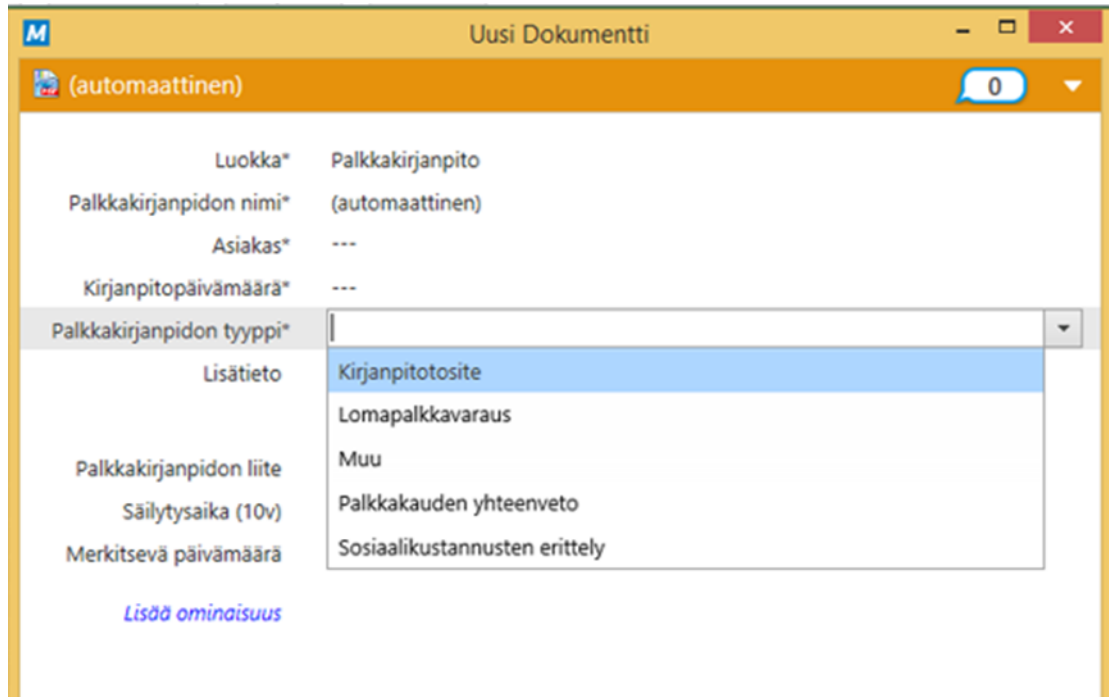 M Uusi Dokumentti
(automaattinen) 0
Luokka* Palkkakirjanpito
Palkkakirjanpidon nimi* (automaattinen)
Asiakas* ---
Kirjanpitopäivämäärä* ---
Palkkakirjanpidon tyyppi*
Lisätieto Kirjanpitotosite
Lomapalkkavaraus
Palkkakirjanpidon liite Muu
Säilytysaika (10v) Palkkakauden yhteenveto
Merkitsevä päivämäärä Sosiaalikustannusten erittely
Lisää ominaisuus